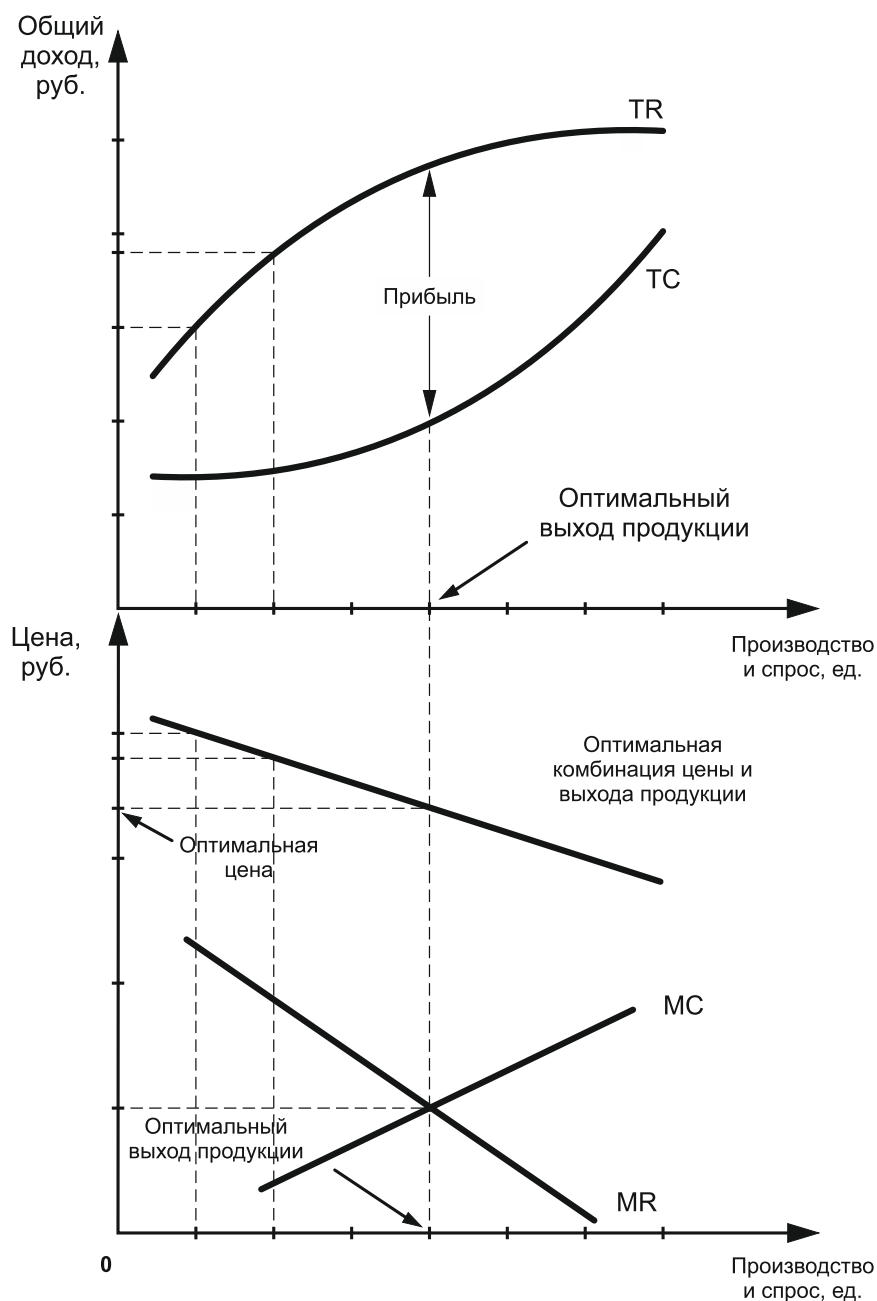 Общий
доход,
руб.
TR
TC
Прибыль
Оптимальный
выход продукции
Производство
и спрос, ед.
Цена,
руб.
Оптимальная
комбинация цены и
выхода продукции
Оптимальная
цена
MC
Оптимальный
выход продукции
MR
0
Производство
и спрос, ед.